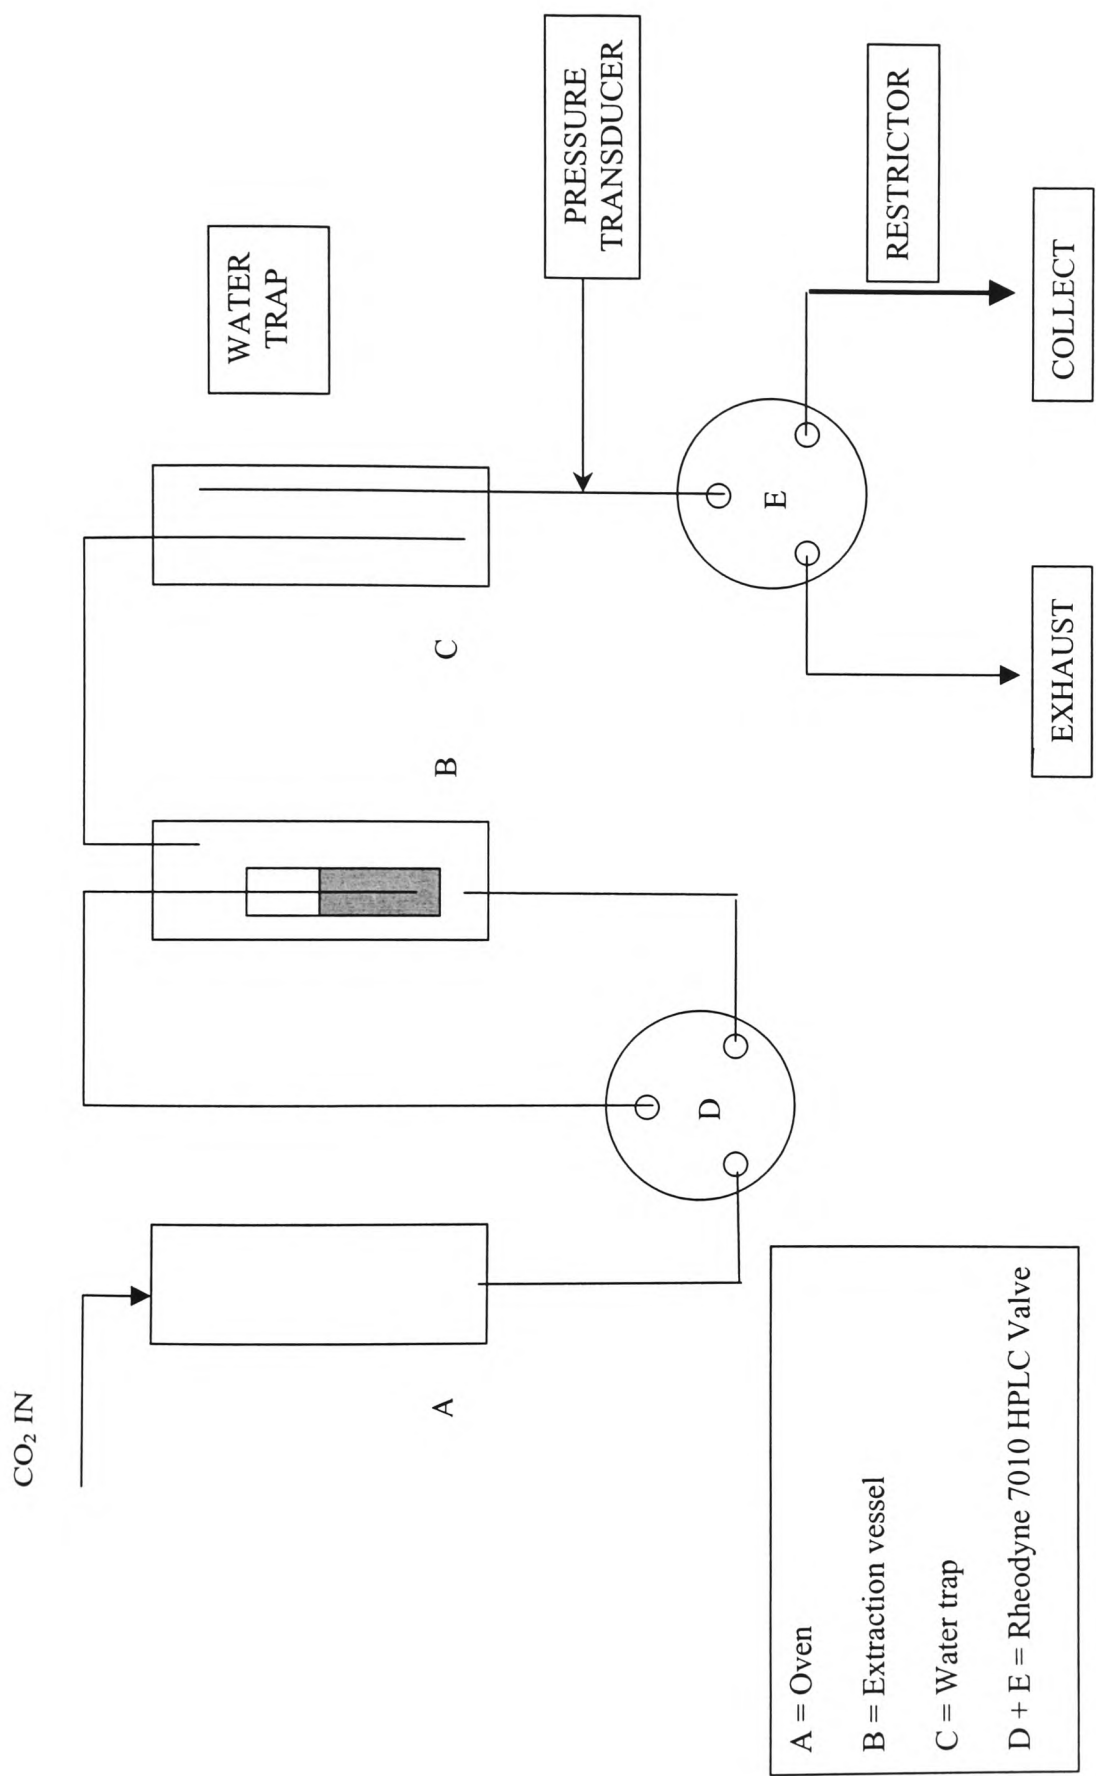 CO₂ IN
WATER
TRAP
PRESSURE
TRANSDUCER
A
B
C
D
E
RESTRICTOR
EXHAUST
COLLECT
A = Oven
B = Extraction vessel
C = Water trap
D + E = Rheodyne 7010 HPLC Valve